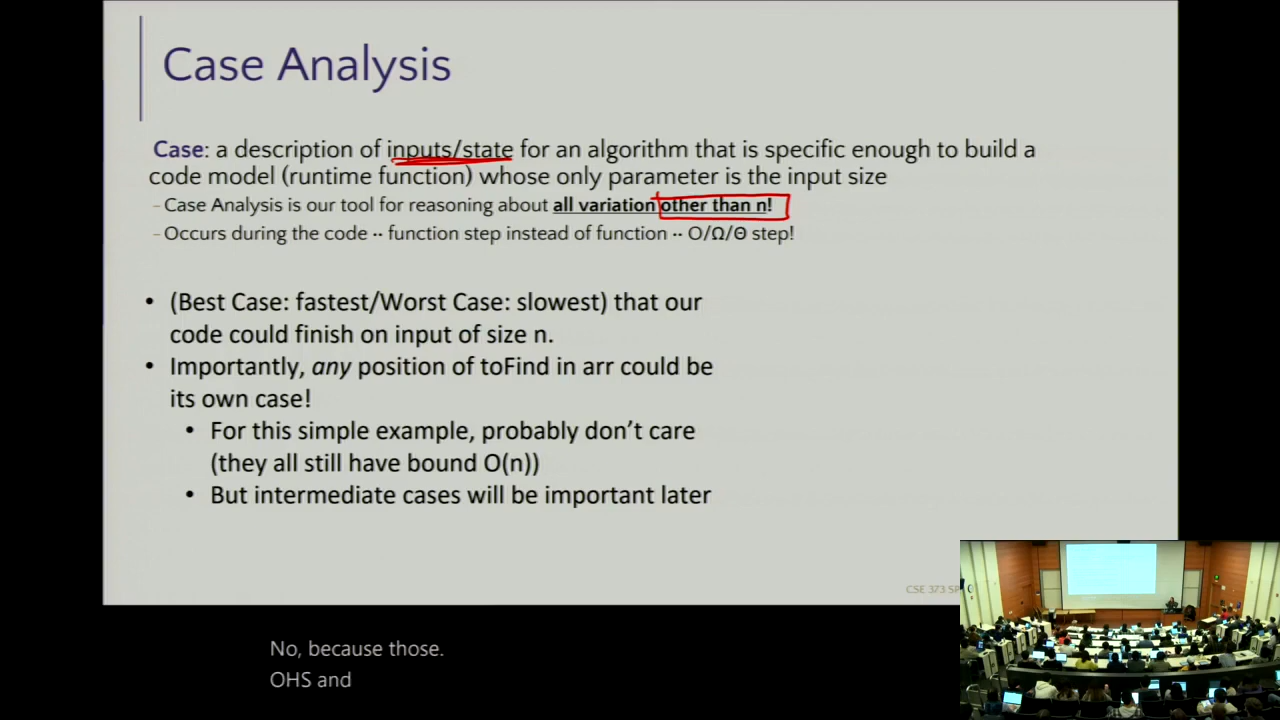 Case Analysis
Case: a description of inputs/state for an algorithm that is specific enough to build a
code model (runtime function) whose only parameter is the input size
- Case Analysis is our tool for reasoning about all variation other than n!
- Occurs during the code ·· function step instead of function ·· O/Ω/Θ step!
• (Best Case: fastest/Worst Case: slowest) that our
code could finish on input of size n.
• Importantly, any position of toFind in arr could be
its own case!
• For this simple example, probably don't care
(they all still have bound O(n))
• But intermediate cases will be important later
CSE 373
No, because those.
OHS and